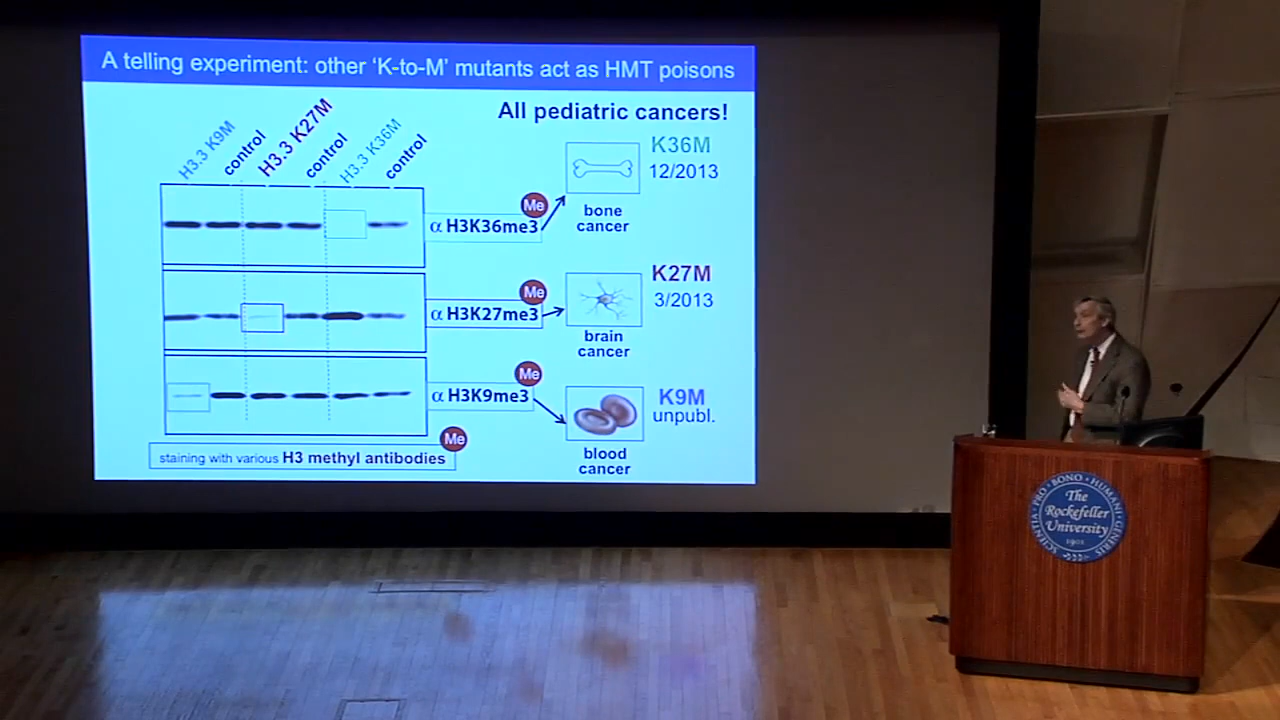 A telling experiment: other 'K-to-M' mutants act as HMT poisons
All pediatric cancers!
H3.3 K9M
control
H3.3 K27M
control
H3.3 K36M
control
Me
α H3K36me3
bone
cancer
K36M
12/2013
Me
α H3K27me3
brain
cancer
K27M
3/2013
Me
α H3K9me3
blood
cancer
K9M
unpubl.
staining with various H3 methyl antibodies
Me
SCIENTIA PRO BONO HUMANI GENERIS
The
Rockefeller
University
1901